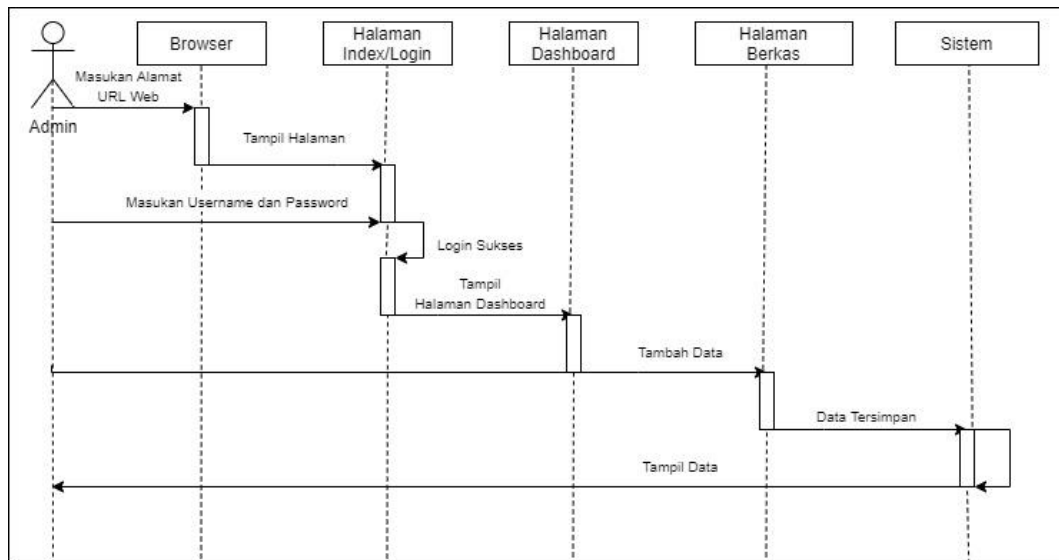 Browser
Halaman
Index/Login
Halaman
Dashboard
Halaman
Berkas
Sistem
Masukan Alamat
URL Web
Admin
Tampil Halaman
Masukan Username dan Password
Login Sukses
Tampil
Halaman Dashboard
Tambah Data
Data Tersimpan
Tampil Data